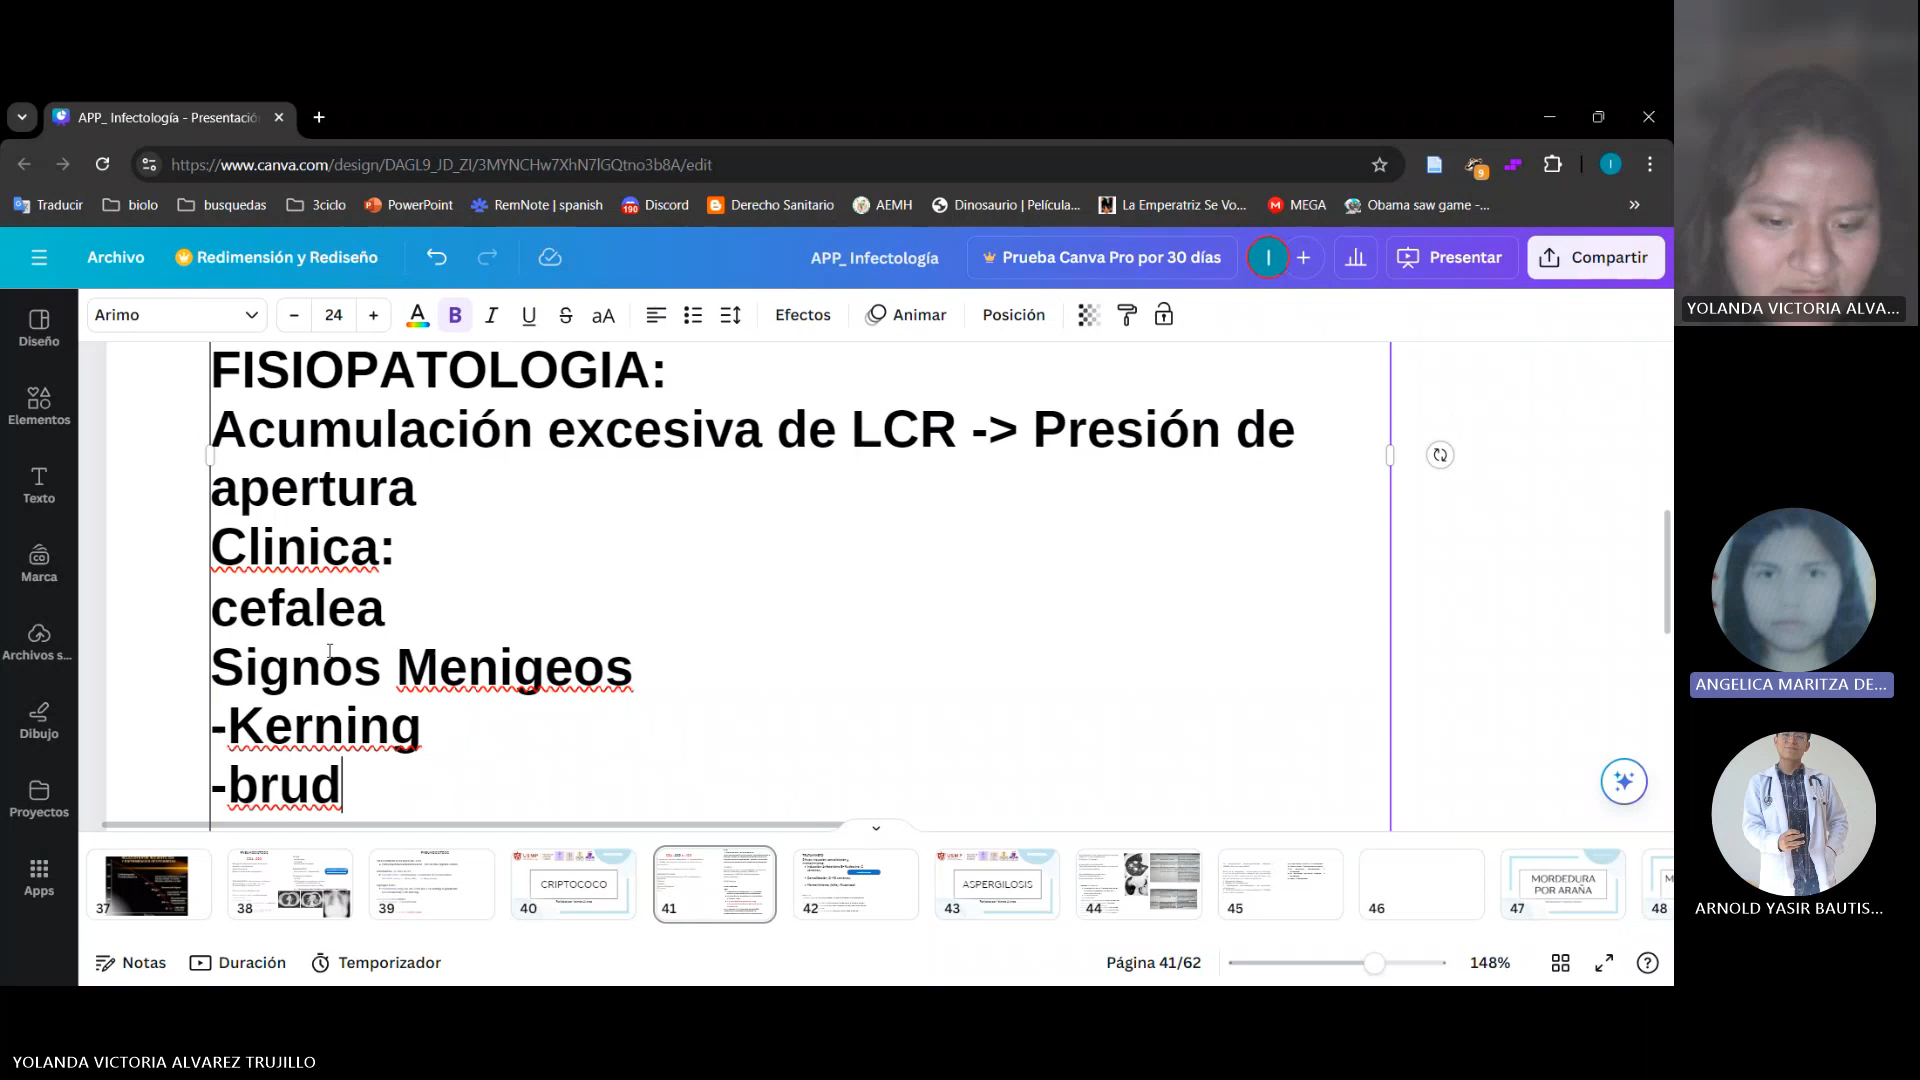 APP_ Infectología - Presentació
https://www.canva.com/design/DAGL9_JD_ZI/3MYNCHw7XhN7lGQtno3b8A/edit
9
I
Traducir
biolo
busquedas
3ciclo
PowerPoint
RemNote | spanish
190
Discord
Derecho Sanitario
AEMH
Dinosaurio | Película...
La Emperatriz Se Vo...
MEGA
Obama saw game -...
Archivo
Redimensión y Rediseño
APP_ Infectología
Prueba Canva Pro por 30 días
I
Presentar
Compartir
Arimo
24
A
B
I
U
S
aA
Efectos
Animar
Posición
Diseño
Elementos
Texto
Marca
Archivos s...
Dibujo
Proyectos
Apps
FISIOPATOLOGIA:
Acumulación excesiva de LCR -> Presión de
apertura
Clinica:
cefalea
Signos Menigeos
-Kerning
-brud
37
38
39
40
CRIPTOCOCO
41
42
43
ASPERGILOSIS
44
45
46
47
MORDEDURA
POR ARAÑA
48
Notas
Duración
Temporizador
Página 41/62
148%
YOLANDA VICTORIA ALVA...
ANGELICA MARITZA DE...
ARNOLD YASIR BAUTIS...
YOLANDA VICTORIA ALVAREZ TRUJILLO